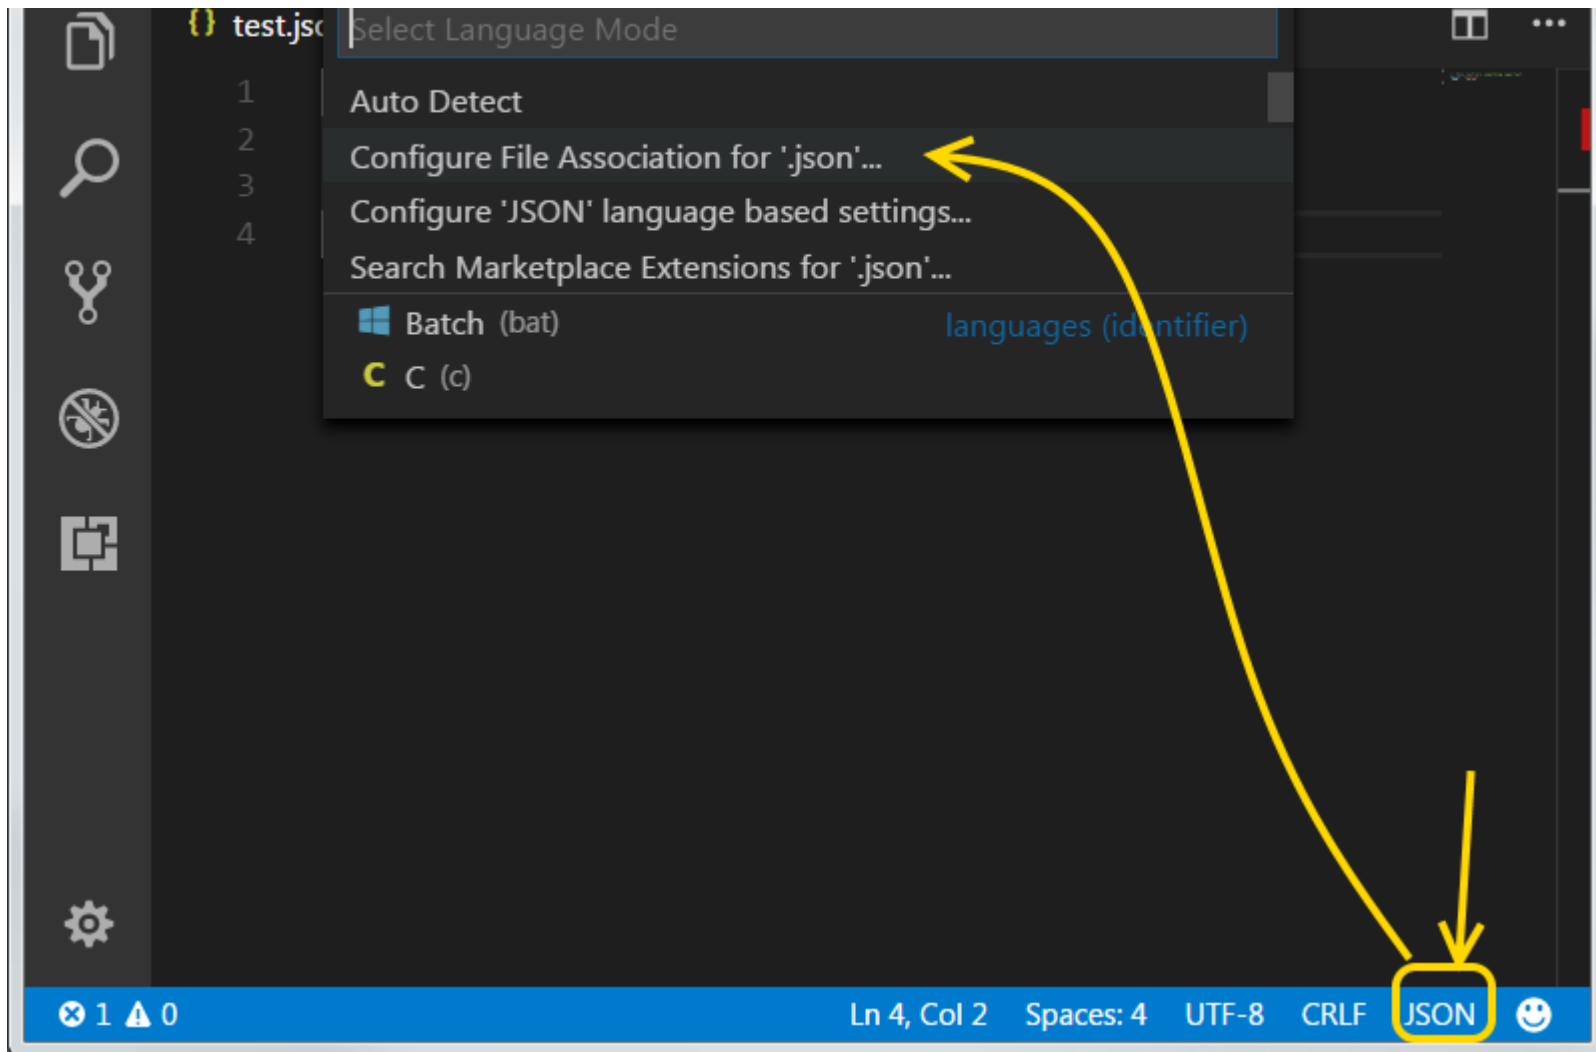 {} test.jso
Select Language Mode
1
Auto Detect
2
Configure File Association for '.json'...
3
Configure 'JSON' language based settings...
4
Search Marketplace Extensions for '.json'...
Batch (bat)
languages (identifier)
C C (c)
1 0
Ln 4, Col 2
Spaces: 4
UTF-8
CRLF
JSON